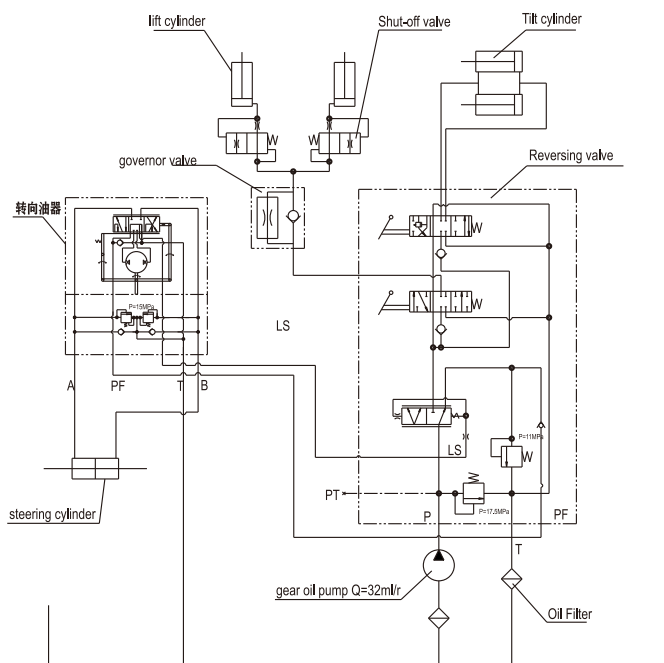 lift cylinder
Shut-off valve
Tilt cylinder
governor valve
Reversing valve
转向油器
P=15MPa
LS
A
PF
T
B
P=11MPa
LS
PT
steering cylinder
P
P=17.5MPa
PF
T
gear oil pump Q=32ml/r
Oil Filter